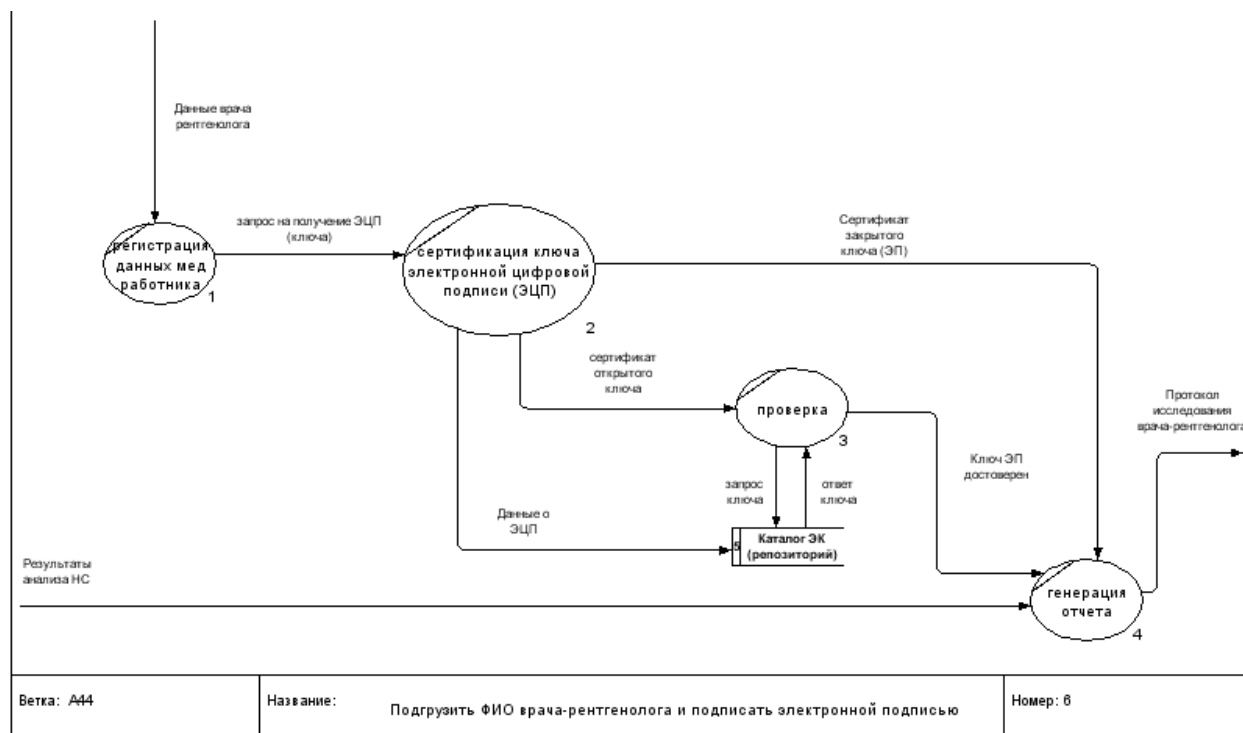 Данные врача
рентгенолога
запрос на получение ЭЦП
(ключа)
регистрация
данных мед
работника
1
сертификация ключа
электронной цифровой
подписи (ЭЦП)
2
Сертификат
закрытого
ключа (ЭП)
сертификат
открытого
ключа
проверка
3
Протокол
исследования
врача-рентгенолога
Ключ ЭП
достоверен
запрос
ключа
ответ
ключа
Данные о
ЭЦП
5
Каталог ЭК
(репозиторий)
Результаты
анализа НС
генерация
отчета
4
Ветка: А44
Название:
Подгрузить ФИО врача-рентгенолога и подписать электронной подписью
Номер: 6